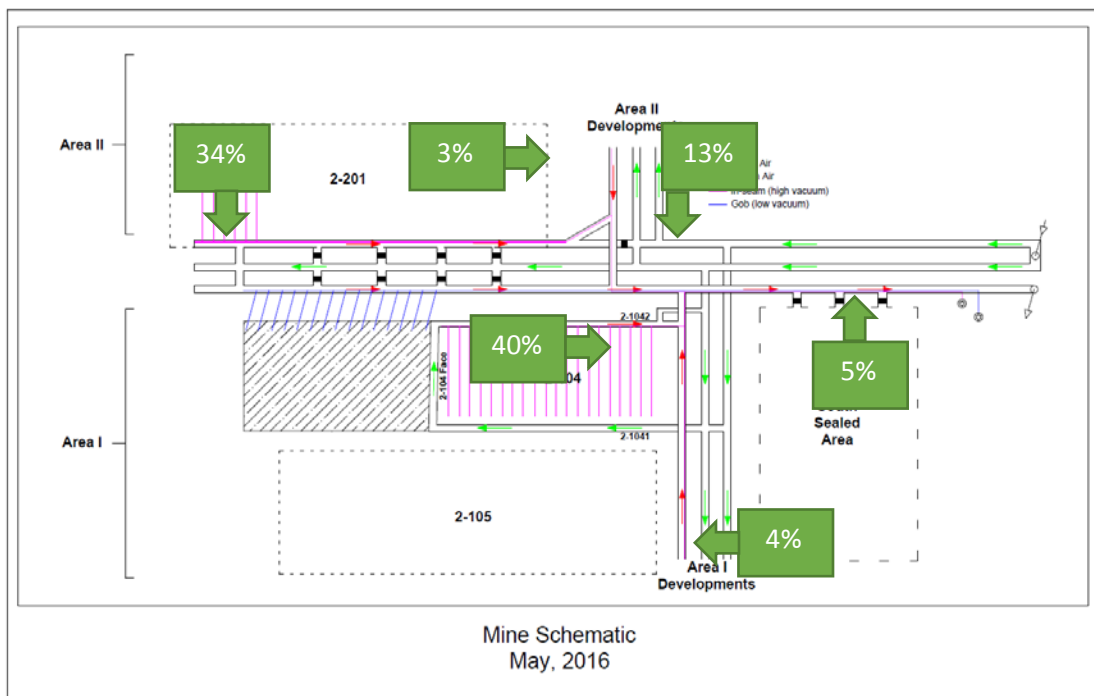 Area II
Development
Area II
34%
3%
13%
2-201
Air
Air
In-seam (high vacuum)
Gob (low vacuum)
2-1042
40%
2-104 Face
04
5%
South
Sealed
Area
Area I
2-1041
2-105
4%
Area I
Developments
Mine Schematic
May, 2016